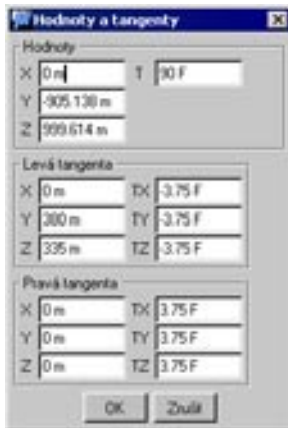 Hodnoty a tangenty
Hodnoty
X 0 m T 90 F
Y -905.138 m
Z 999.614 m
Levá tangenta
X 0 m TX -3.75 F
Y 380 m TY -3.75 F
Z 335 m TZ -3.75 F
Pravá tangenta
X 0 m TX 3.75 F
Y 0 m TY 3.75 F
Z 0 m TZ 3.75 F
OK Zrušit